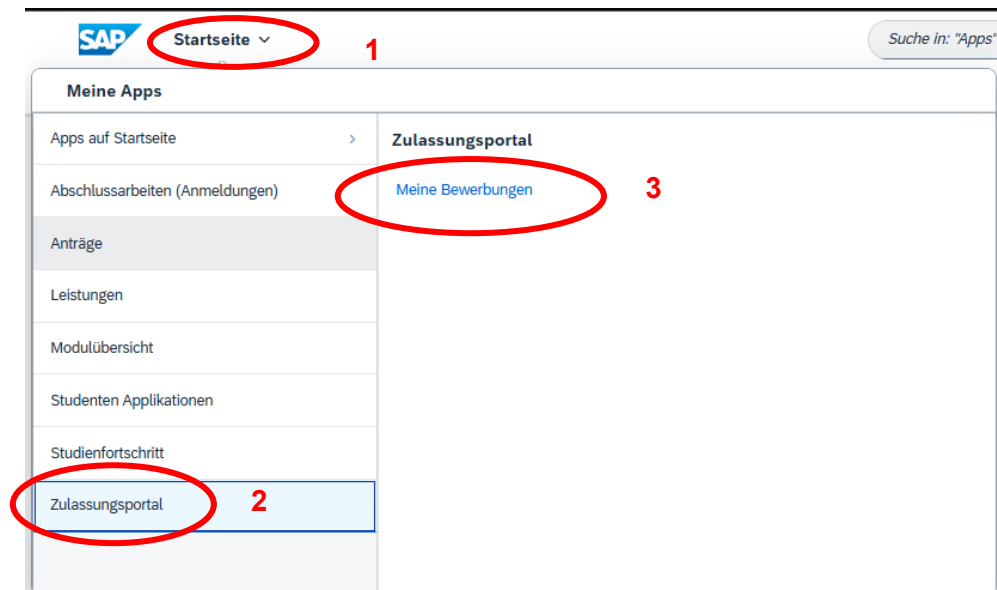 SAP Startseite 1 Suche in: "Apps"
Meine Apps
Apps auf Startseite
Abschlussarbeiten (Anmeldungen)
Anträge
Leistungen
Modulübersicht
Studenten Applikationen
Studienfortschritt
Zulassungsportal 2
Zulassungsportal
Meine Bewerbungen 3